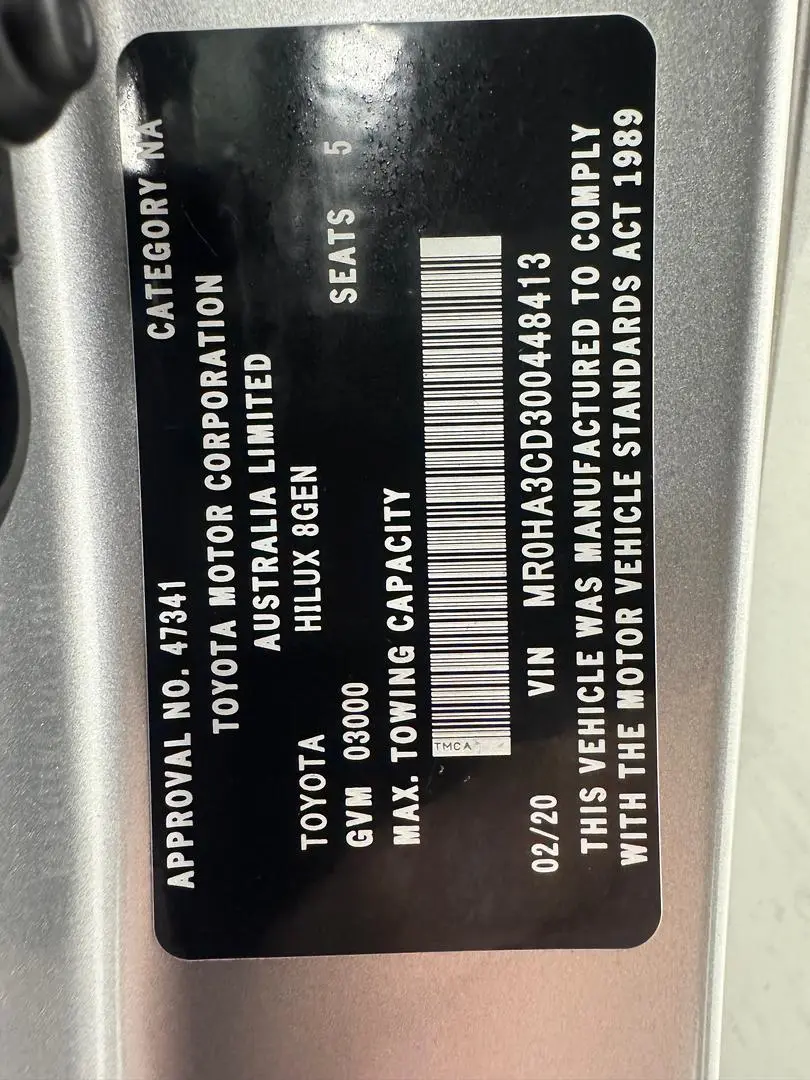 APPROVAL NO. 47341 CATEGORY NA
TOYOTA MOTOR CORPORATION
AUSTRALIA LIMITED
TOYOTA HILUX 8GEN
GVM 03000 SEATS 5
MAX. TOWING CAPACITY
TMCA
02/20 VIN MR0HA3CD300448413
THIS VEHICLE WAS MANUFACTURED TO COMPLY
WITH THE MOTOR VEHICLE STANDARDS ACT 1989